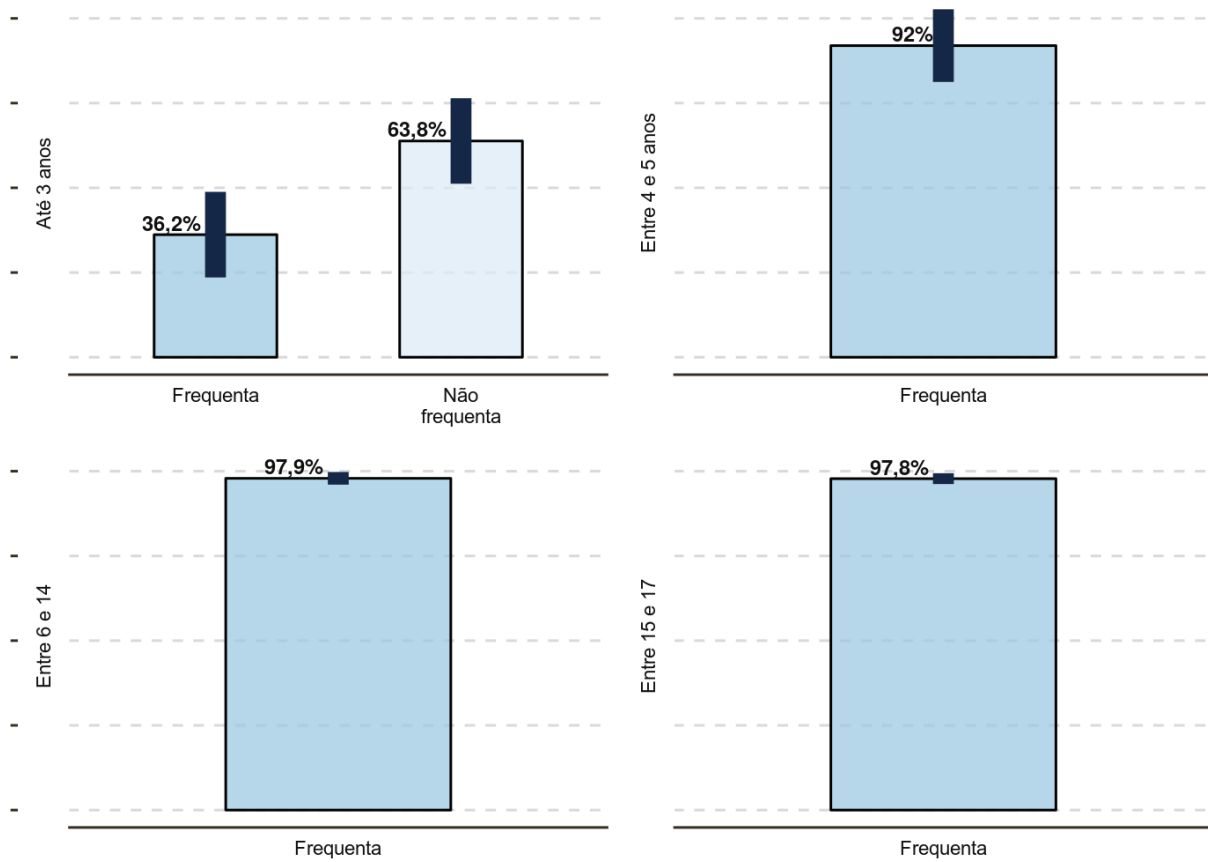 Até 3 anos
36,2%
63,8%
Frequenta
Não
frequenta
Entre 4 e 5 anos
92%
Frequenta
Entre 6 e 14
97,9%
Frequenta
Entre 15 e 17
97,8%
Frequenta